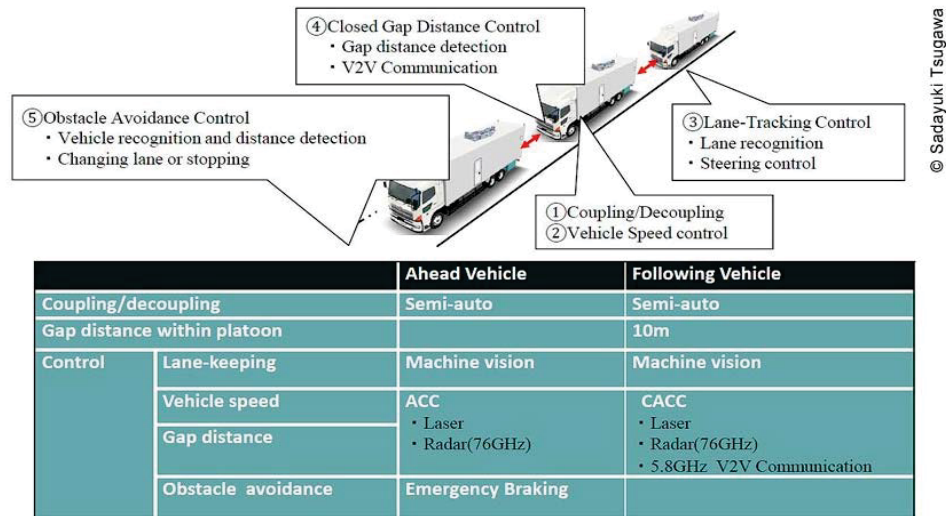 ④Closed Gap Distance Control
・Gap distance detection
・V2V Communication
⑤Obstacle Avoidance Control
・Vehicle recognition and distance detection
・Changing lane or stopping
③Lane-Tracking Control
・Lane recognition
・Steering control
①Coupling/Decoupling
②Vehicle Speed control
© Sadayuki Tsugawa
Ahead Vehicle Following Vehicle
Coupling/decoupling Semi-auto Semi-auto
Gap distance within platoon 10m
Control Lane-keeping Machine vision Machine vision
Vehicle speed ACC CACC
・Laser ・Laser
Gap distance ・Radar(76GHz) ・Radar(76GHz)
・5.8GHz V2V Communication
Obstacle avoidance Emergency Braking